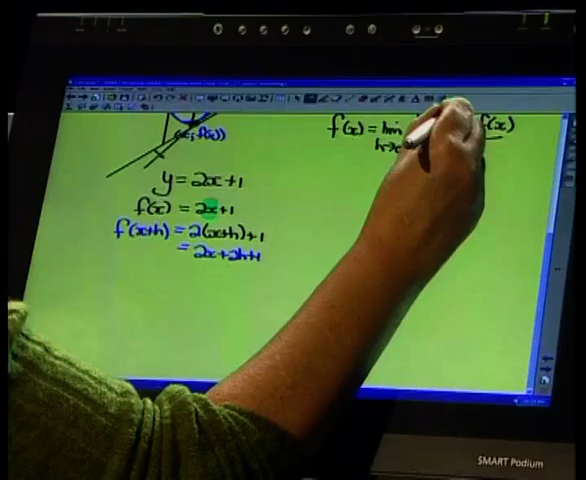 (x; f(x))
y = 2x+1
f(x) = 2x+1
f(x+h) = 2(x+h)+1
= 2x+2h+1
f'(x) = lim f(x)
h→0
SMART Podium